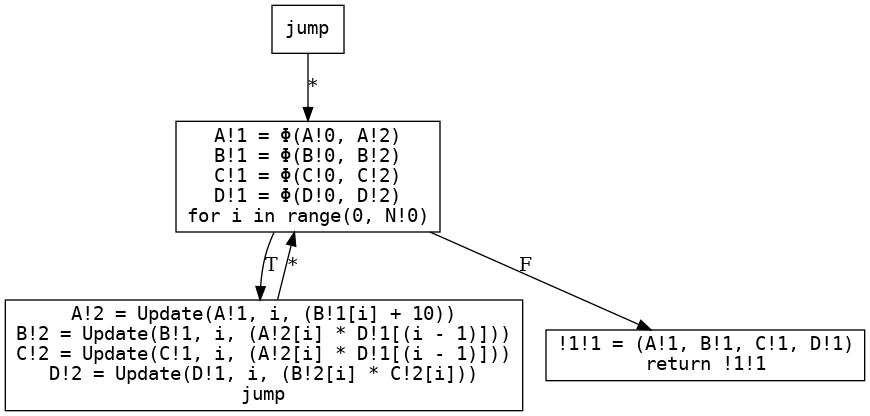 jump
*
A!1 = Φ(A!0, A!2)
B!1 = Φ(B!0, B!2)
C!1 = Φ(C!0, C!2)
D!1 = Φ(D!0, D!2)
for i in range(0, N!0)
T
*
F
A!2 = Update(A!1, i, (B!1[i] + 10))
B!2 = Update(B!1, i, (A!2[i] * D!1[(i - 1)]))
C!2 = Update(C!1, i, (A!2[i] * D!1[(i - 1)]))
D!2 = Update(D!1, i, (B!2[i] * C!2[i]))
jump
!1!1 = (A!1, B!1, C!1, D!1)
return !1!1